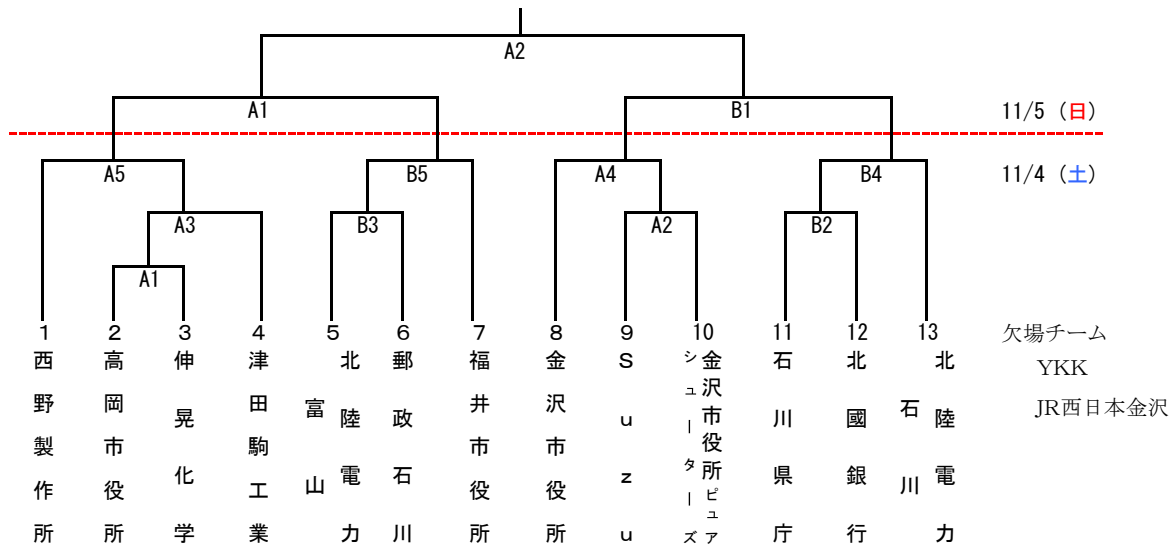 A2
A1
B1
11/5 (日)
A5
B5
A4
B4
11/4 (土)
A3
B3
A2
B2
A1
1
2
3
4
5
6
7
8
9
10
11
12
13
欠場チーム
西野製作所
高岡市役所
伸晃化学
津田駒工業
北陸電力
富山
郵政石川
福井市役所
金沢市役所
Suzu
金沢市役所ピュア
シューターズ
石川県庁
北國銀行
北陸電力
石川
YKK
JR西日本金沢